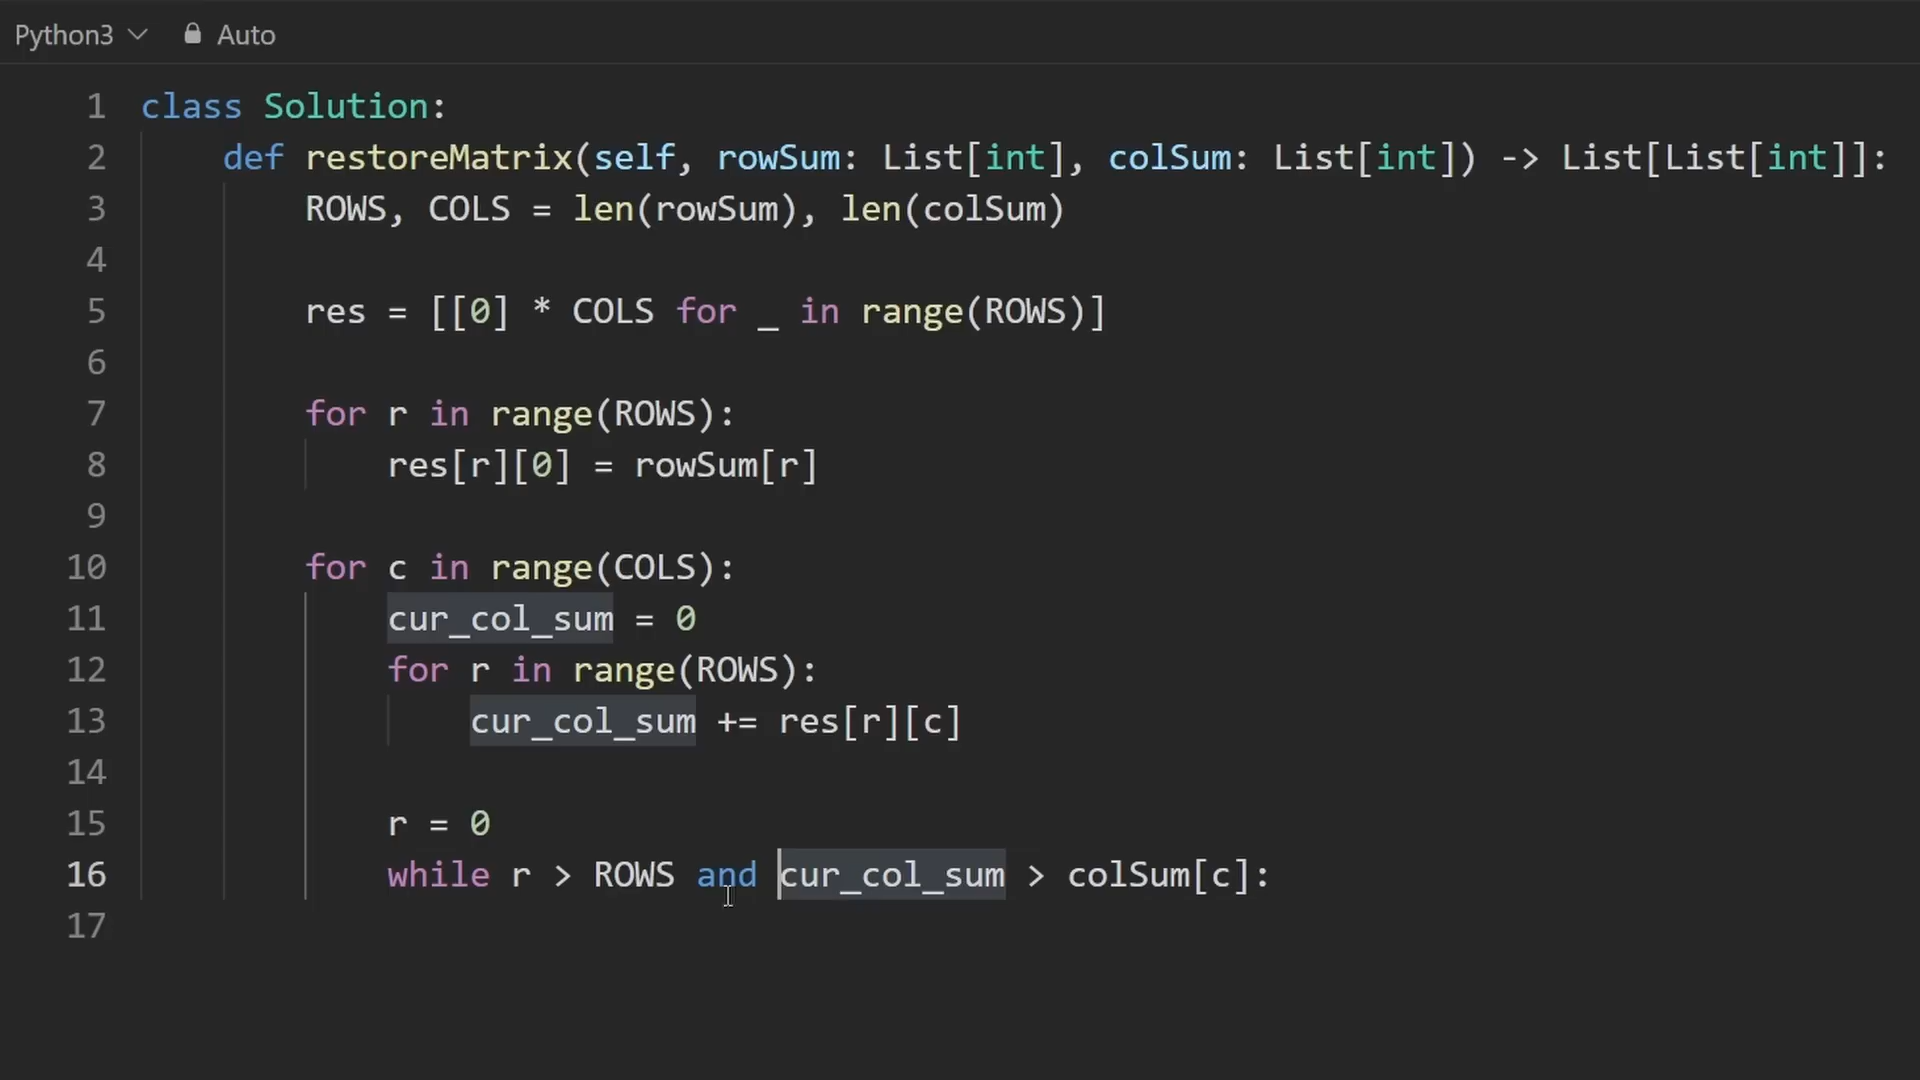 Python3 Auto
1 class Solution:
2 def restoreMatrix(self, rowSum: List[int], colSum: List[int]) -> List[List[int]]:
3 ROWS, COLS = len(rowSum), len(colSum)
4
5 res = [[0] * COLS for _ in range(ROWS)]
6
7 for r in range(ROWS):
8 res[r][0] = rowSum[r]
9
10 for c in range(COLS):
11 cur_col_sum = 0
12 for r in range(ROWS):
13 cur_col_sum += res[r][c]
14
15 r = 0
16 while r > ROWS and cur_col_sum > colSum[c]:
17